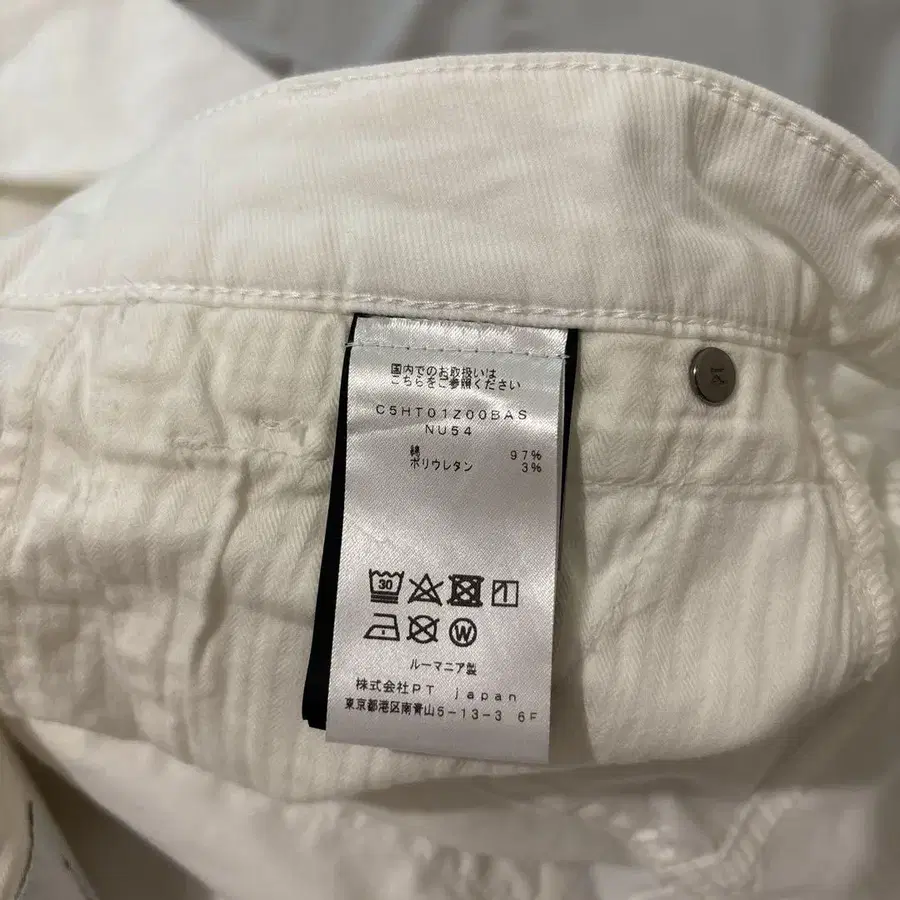 国内でのお取扱いは
こちらをご参照ください
C5HT01Z00BAS
NU54
綿 97%
ポリウレタン 3%
30
W
ルーマニア製
株式会社PT japan
東京都港区南青山5-13-3 6F